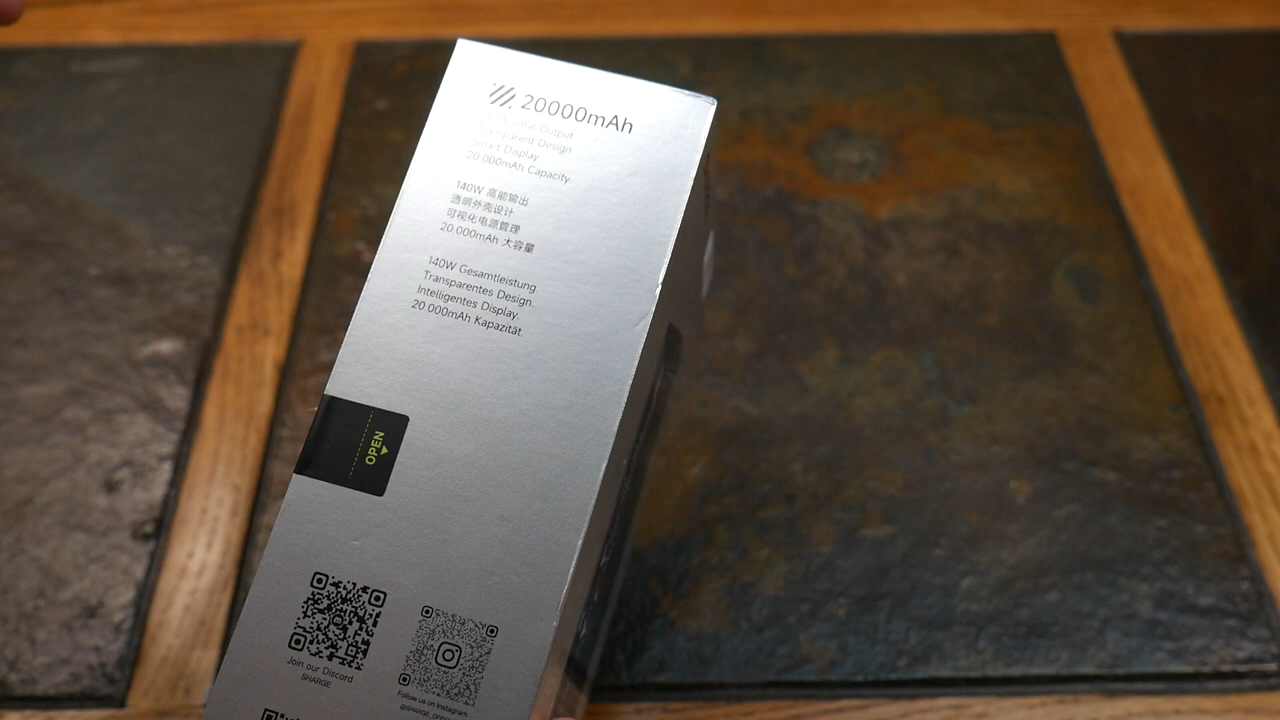 20000mAh
Total Output
Transparent Design
Smart Display
20 000mAh Capacity.
140W 高能输出
透明外壳设计
可视化电源管理
20,000mAh 大容量
140W Gesamtleistung
Transparentes Design.
Intelligentes Display.
20 000mAh Kapazität.
OPEN
Join our Discord
SHARGE
Follow us on Instagram